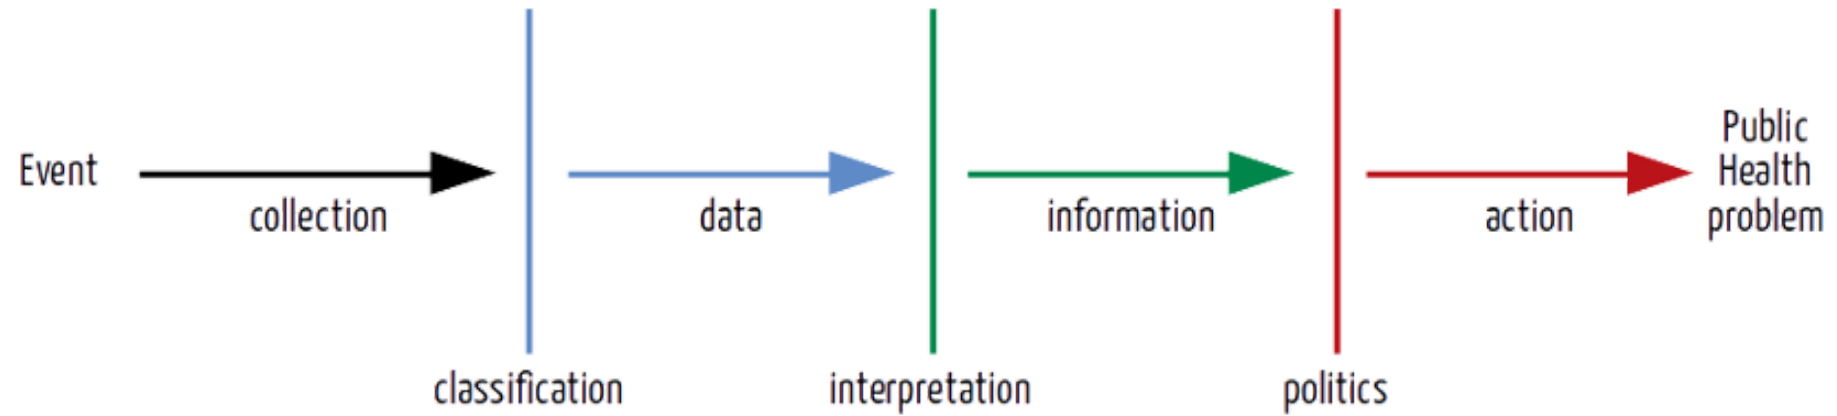 Event
collection
data
information
action
Public
Health
problem
classification
interpretation
politics